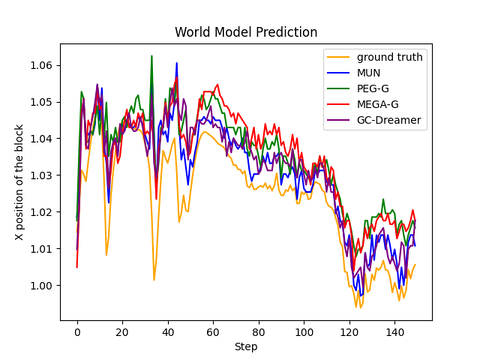 World Model Prediction
ground truth
MUN
PEG-G
MEGA-G
GC-Dreamer
X position of the block
1.06
1.05
1.04
1.03
1.02
1.01
1.00
0 20 40 60 80 100 120 140
Step